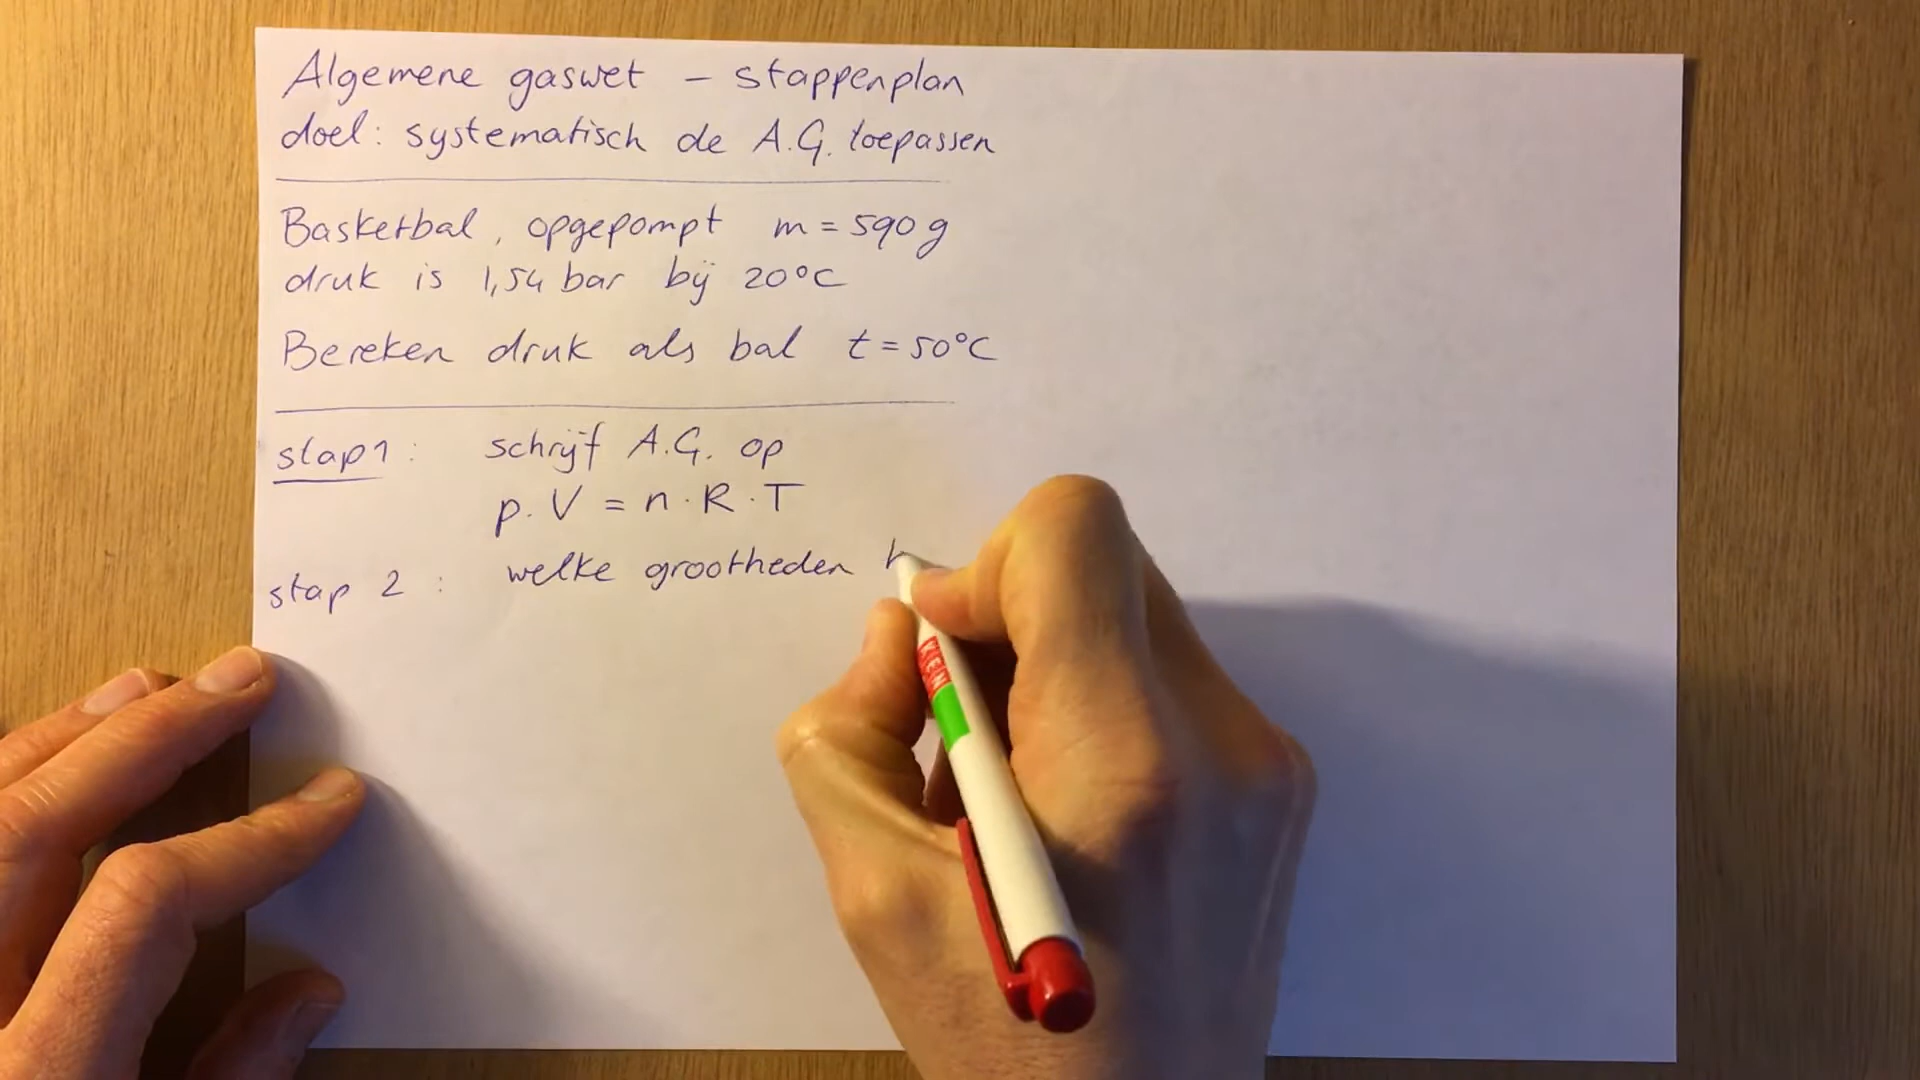 Algemene gaswet – stappenplan
doel: systematisch de A.G. toepassen
Basketbal, opgepompt m = 590 g
druk is 1,54 bar bij 20°C
Bereken druk als bal t = 50°C
stap 1: schrijf A.G. op
p. V = n · R · T
stap 2: welke grootheden